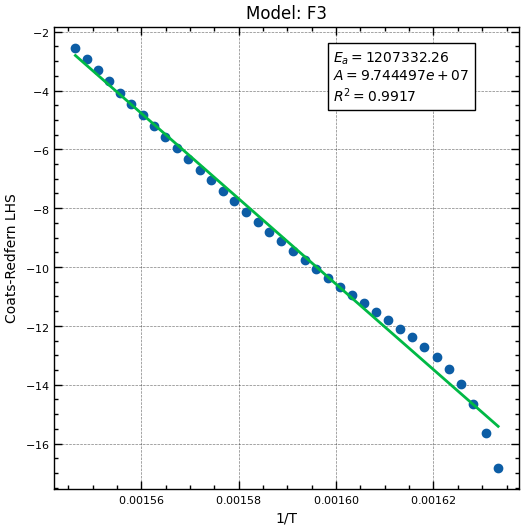 Model: F3
E_a = 1207332.26
A = 9.744497e + 07
R² = 0.9917
Coats-Redfern LHS
−2
−4
−6
−8
−10
−12
−14
−16
0.00156 0.00158 0.00160 0.00162
1/T